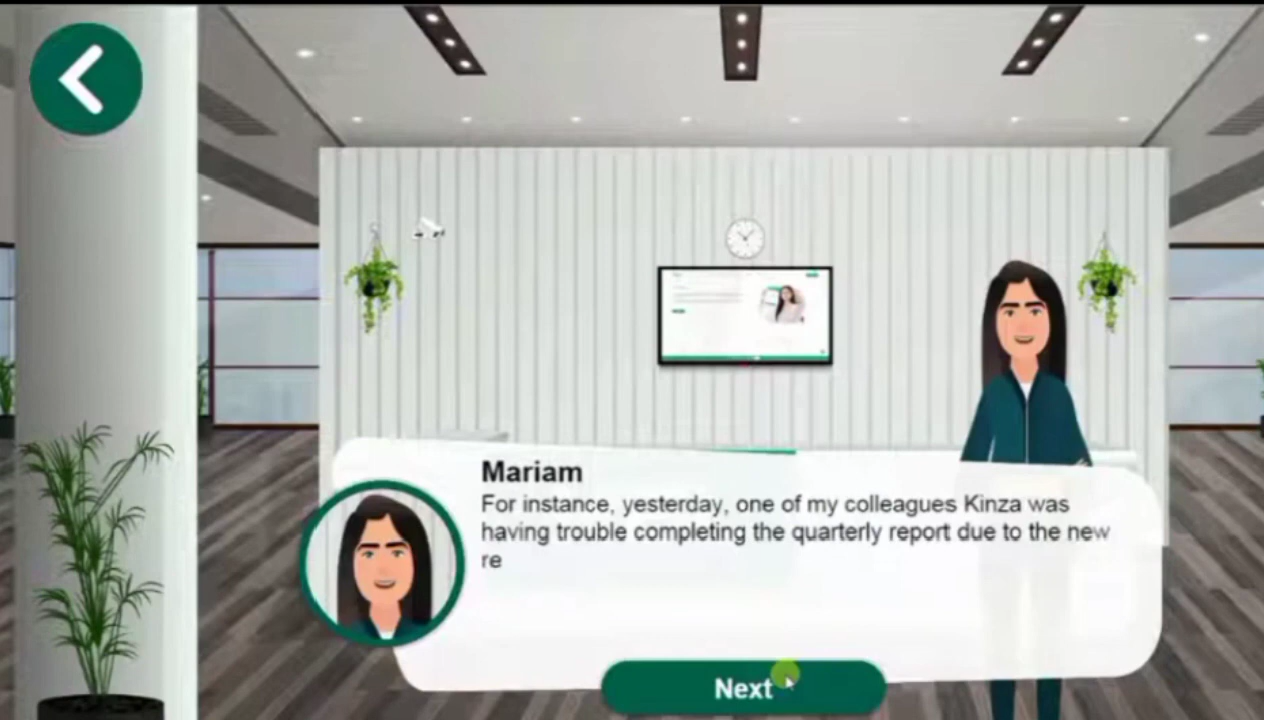 Mariam
For instance, yesterday, one of my colleagues Kinza was
having trouble completing the quarterly report due to the new
re
Next